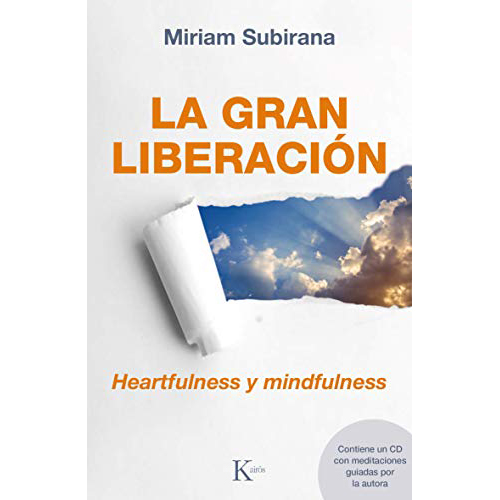 Miriam Subirana
LA GRAN
LIBERACIÓN
Heartfulness y mindfulness
Contiene un CD
con meditaciones
guiadas por
la autora
Kairós